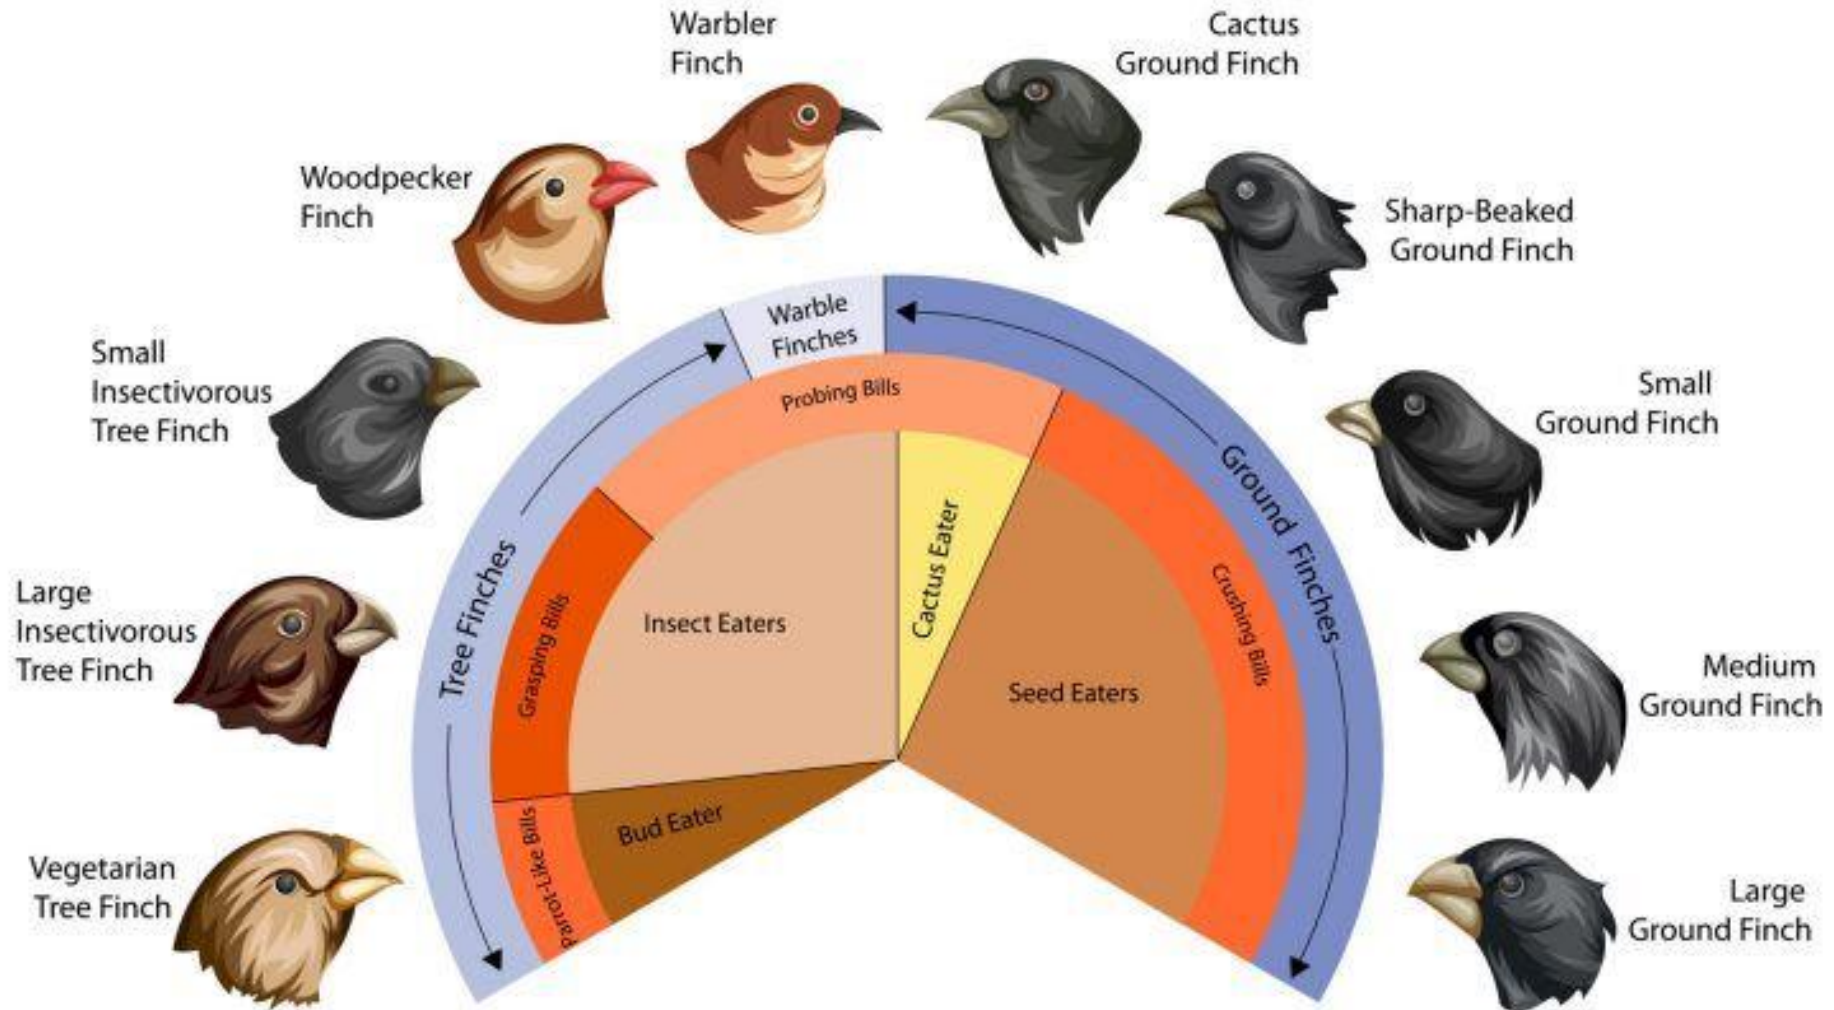 Warbler
Finch
Cactus
Ground Finch
Woodpecker
Finch
Sharp-Beaked
Ground Finch
Small
Insectivorous
Tree Finch
Small
Ground Finch
Large
Insectivorous
Tree Finch
Medium
Ground Finch
Vegetarian
Tree Finch
Large
Ground Finch
Tree Finches
Warble
Finches
Ground Finches
Probing Bills
Grasping Bills
Parrot-Like Bills
Crushing Bills
Insect Eaters
Cactus Eater
Seed Eaters
Bud Eater